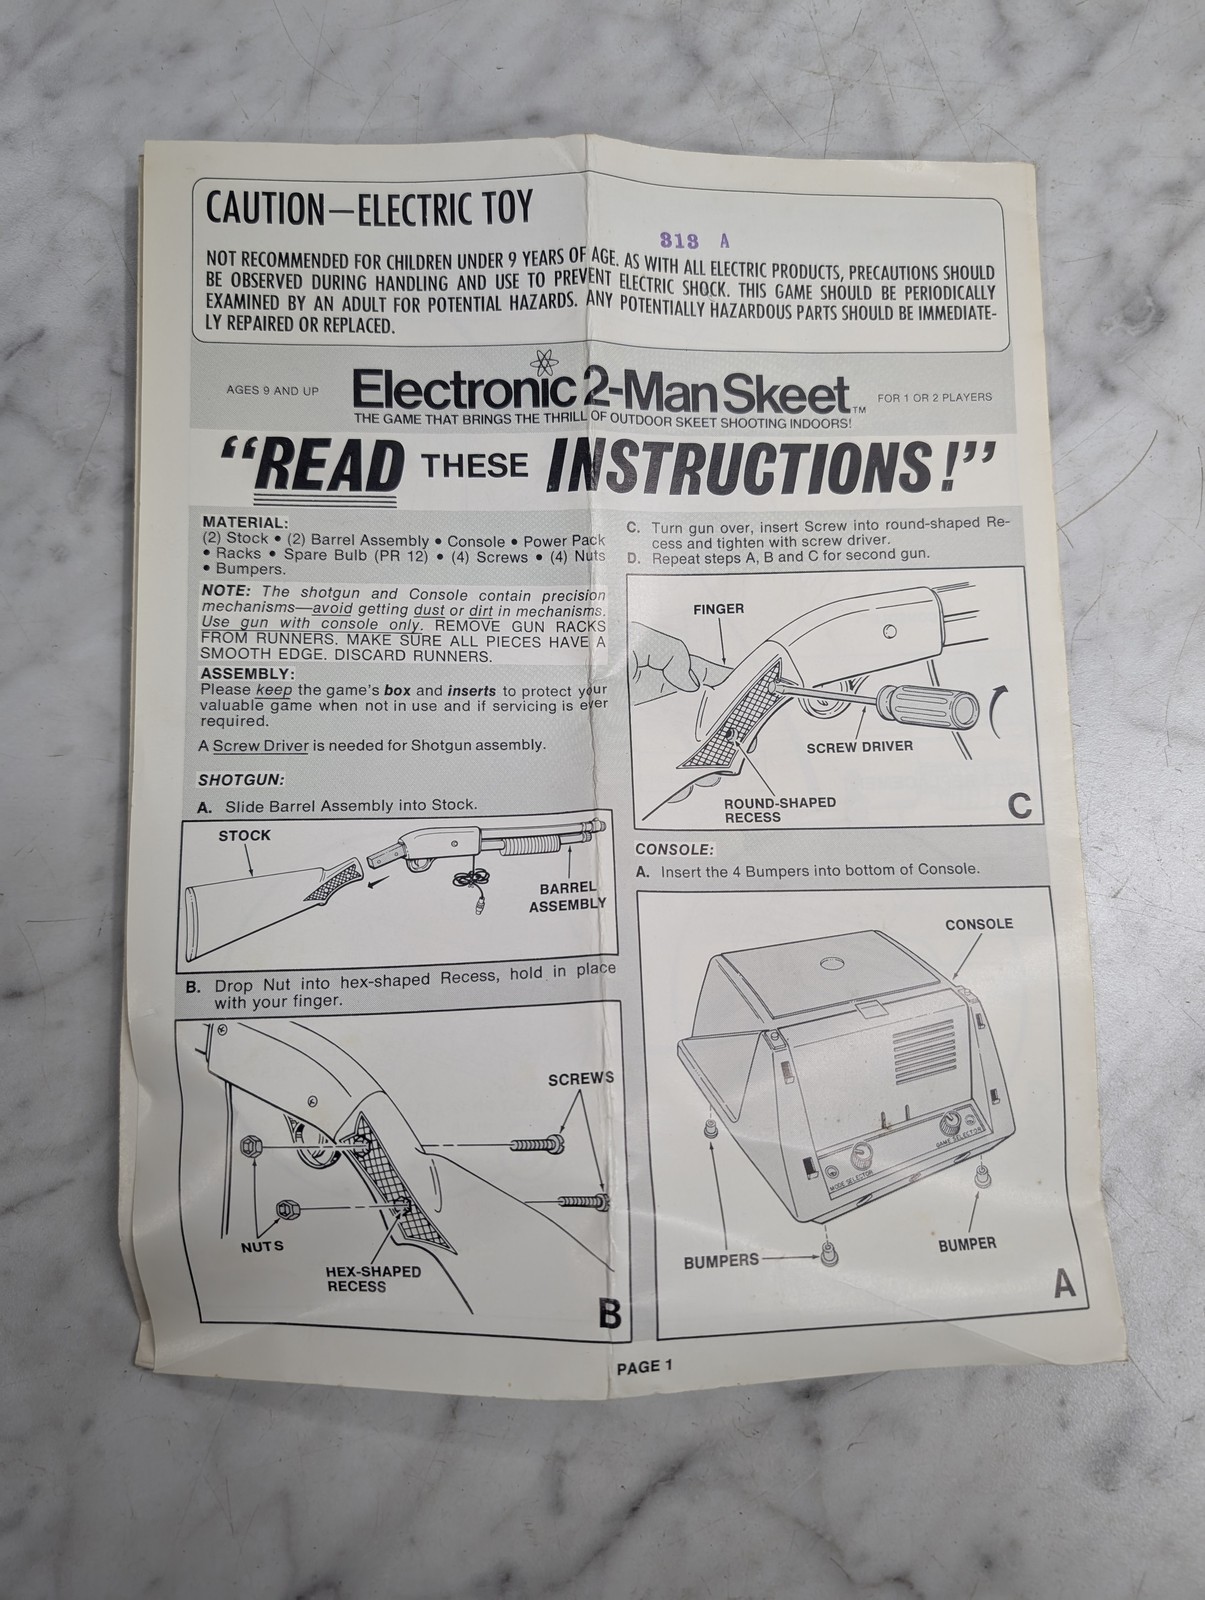 CAUTION—ELECTRIC TOY
818 A
NOT RECOMMENDED FOR CHILDREN UNDER 9 YEARS OF AGE. AS WITH ALL ELECTRIC PRODUCTS, PRECAUTIONS SHOULD
BE OBSERVED DURING HANDLING AND USE TO PREVENT ELECTRIC SHOCK. THIS GAME SHOULD BE PERIODICALLY
EXAMINED BY AN ADULT FOR POTENTIAL HAZARDS. ANY POTENTIALLY HAZARDOUS PARTS SHOULD BE IMMEDIATE-
LY REPAIRED OR REPLACED.
AGES 9 AND UP
Electronic 2-Man Skeet™
FOR 1 OR 2 PLAYERS
THE GAME THAT BRINGS THE THRILL OF OUTDOOR SKEET SHOOTING INDOORS!
“READ THESE INSTRUCTIONS!”
MATERIAL:
(2) Stock • (2) Barrel Assembly • Console • Power Pack
• Racks • Spare Bulb (PR 12) • (4) Screws • (4) Nuts
• Bumpers.
NOTE: The shotgun and Console contain precision
mechanisms—avoid getting dust or dirt in mechanisms.
Use gun with console only. REMOVE GUN RACKS
FROM RUNNERS. MAKE SURE ALL PIECES HAVE A
SMOOTH EDGE. DISCARD RUNNERS.
ASSEMBLY:
Please keep the game's box and inserts to protect your
valuable game when not in use and if servicing is ever
required.
A Screw Driver is needed for Shotgun assembly.
SHOTGUN:
A. Slide Barrel Assembly into Stock.
STOCK
BARREL
ASSEMBLY
B. Drop Nut into hex-shaped Recess, hold in place
with your finger.
SCREWS
NUTS
HEX-SHAPED
RECESS
B
C. Turn gun over, insert Screw into round-shaped Re-
cess and tighten with screw driver.
D. Repeat steps A, B and C for second gun.
FINGER
SCREW DRIVER
ROUND-SHAPED
RECESS
C
CONSOLE:
A. Insert the 4 Bumpers into bottom of Console.
CONSOLE
GAME SELECTOR
MODE SELECTOR
BUMPERS
BUMPER
A
PAGE 1